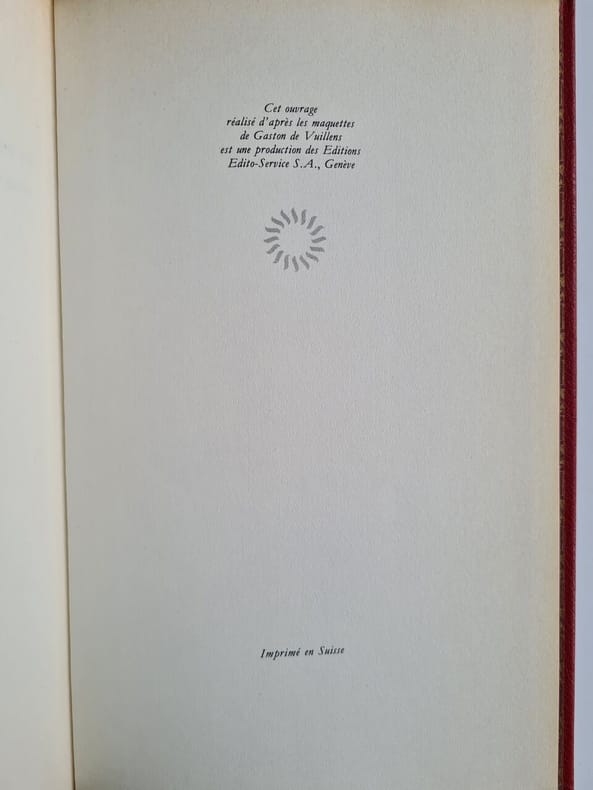 Cet ouvrage
réalisé d'après les maquettes
de Gaston de Vuillens
est une production des Editions
Edito-Service S.A., Genève
Imprimé en Suisse